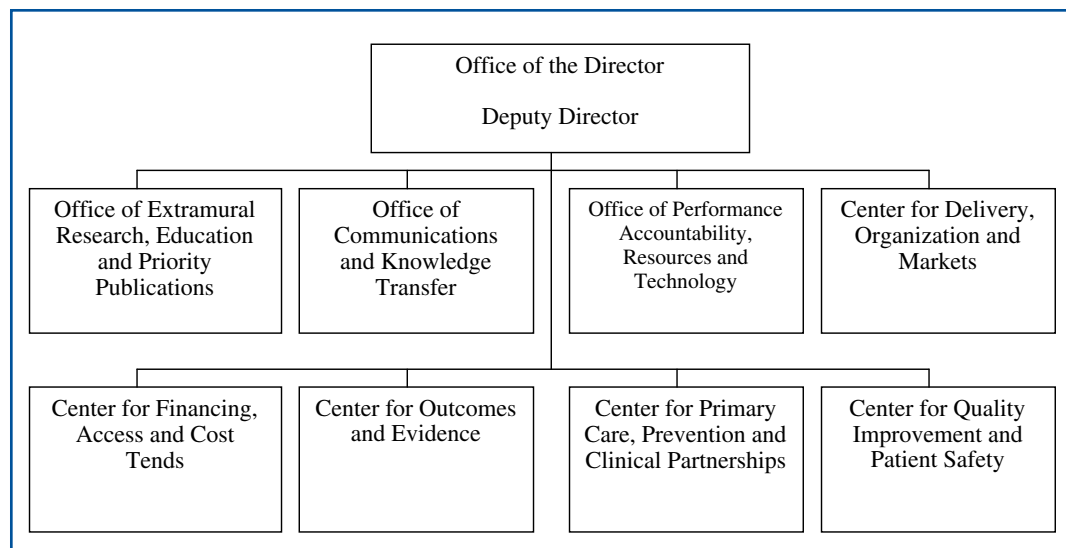 Office of the Director
Deputy Director
Office of Extramural
Research, Education
and Priority
Publications
Office of
Communications
and Knowledge
Transfer
Office of Performance
Accountability,
Resources and
Technology
Center for Delivery,
Organization and
Markets
Center for Financing,
Access and Cost
Tends
Center for Outcomes
and Evidence
Center for Primary
Care, Prevention and
Clinical Partnerships
Center for Quality
Improvement and
Patient Safety